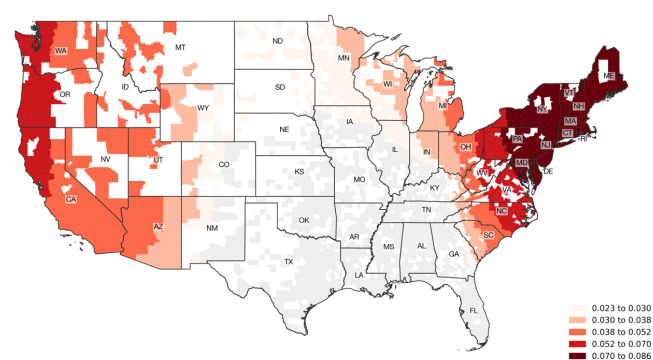 WA
MT
ND
MN
ME
OR
ID
WY
SD
WI
MI
NY
VT
NH
MA
CT
RI
NV
UT
CO
NE
IA
IL
IN
OH
PA
NJ
MD
DE
WV
VA
CA
KS
MO
KY
NC
AZ
NM
OK
TN
SC
AR
TX
LA
MS
AL
GA
FL
0.023 to 0.030
0.030 to 0.038
0.038 to 0.052
0.052 to 0.070
0.070 to 0.086